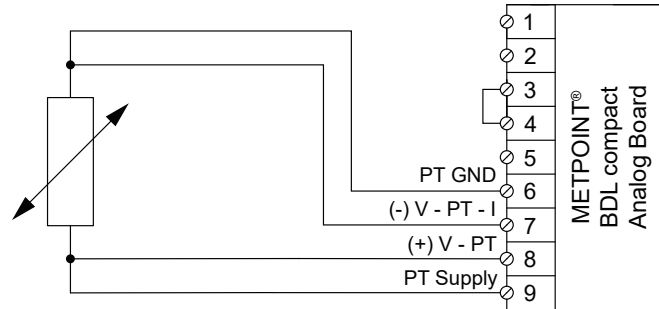 1
2
3
4
5
PT GND 6
(-) V - PT - I 7
(+) V - PT 8
PT Supply 9
METPOINT®
BDL compact
Analog Board